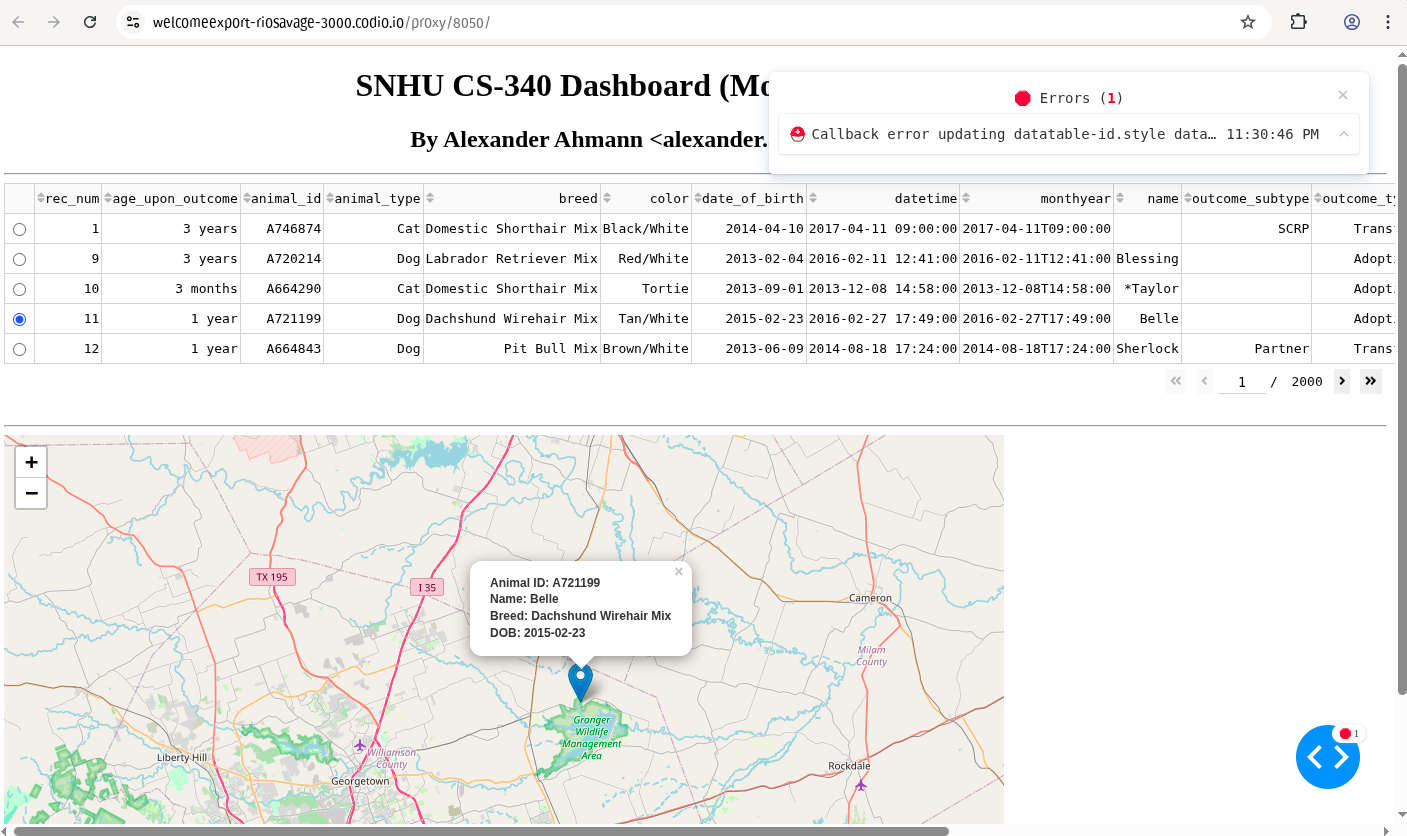 welcomeexport-riosavage-3000.codio.io/proxy/8050/
SNHU CS-340 Dashboard (Mo
By Alexander Ahmann <alexander.
Errors (1)
×
Callback error updating datatable-id.style data… 11:30:46 PM
rec_num age_upon_outcome animal_id animal_type breed color date_of_birth datetime monthyear name outcome_subtype outcome_ty
1 3 years A746874 Cat Domestic Shorthair Mix Black/White 2014-04-10 2017-04-11 09:00:00 2017-04-11T09:00:00 SCRP Trans
9 3 years A720214 Dog Labrador Retriever Mix Red/White 2013-02-04 2016-02-11 12:41:00 2016-02-11T12:41:00 Blessing Adopt
10 3 months A664290 Cat Domestic Shorthair Mix Tortie 2013-09-01 2013-12-08 14:58:00 2013-12-08T14:58:00 *Taylor Adopt
11 1 year A721199 Dog Dachshund Wirehair Mix Tan/White 2015-02-23 2016-02-27 17:49:00 2016-02-27T17:49:00 Belle Adopt
12 1 year A664843 Dog Pit Bull Mix Brown/White 2013-06-09 2014-08-18 17:24:00 2014-08-18T17:24:00 Sherlock Partner Trans
1 / 2000
+
−
TX 195
I 35
×
Animal ID: A721199
Name: Belle
Breed: Dachshund Wirehair Mix
DOB: 2015-02-23
Cameron
Milam
County
Granger
Wildlife
Management
Area
Liberty Hill
Williamson
County
Georgetown
Rockdale
1